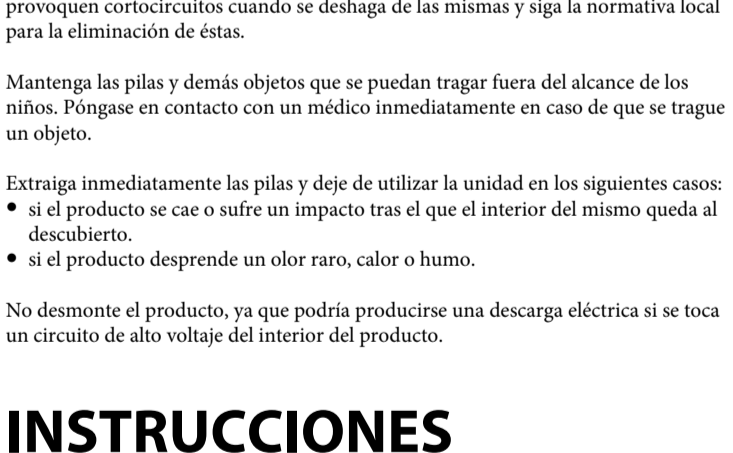 provoquen cortocircuitos cuando se deshaga de las mismas y siga la normativa local
para la eliminación de éstas.
Mantenga las pilas y demás objetos que se puedan tragar fuera del alcance de los
niños. Póngase en contacto con un médico inmediatamente en caso de que se trague
un objeto.
Extraiga inmediatamente las pilas y deje de utilizar la unidad en los siguientes casos:
• si el producto se cae o sufre un impacto tras el que el interior del mismo queda al
descubierto.
• si el producto desprende un olor raro, calor o humo.
No desmonte el producto, ya que podría producirse una descarga eléctrica si se toca
un circuito de alto voltaje del interior del producto.
INSTRUCCIONES